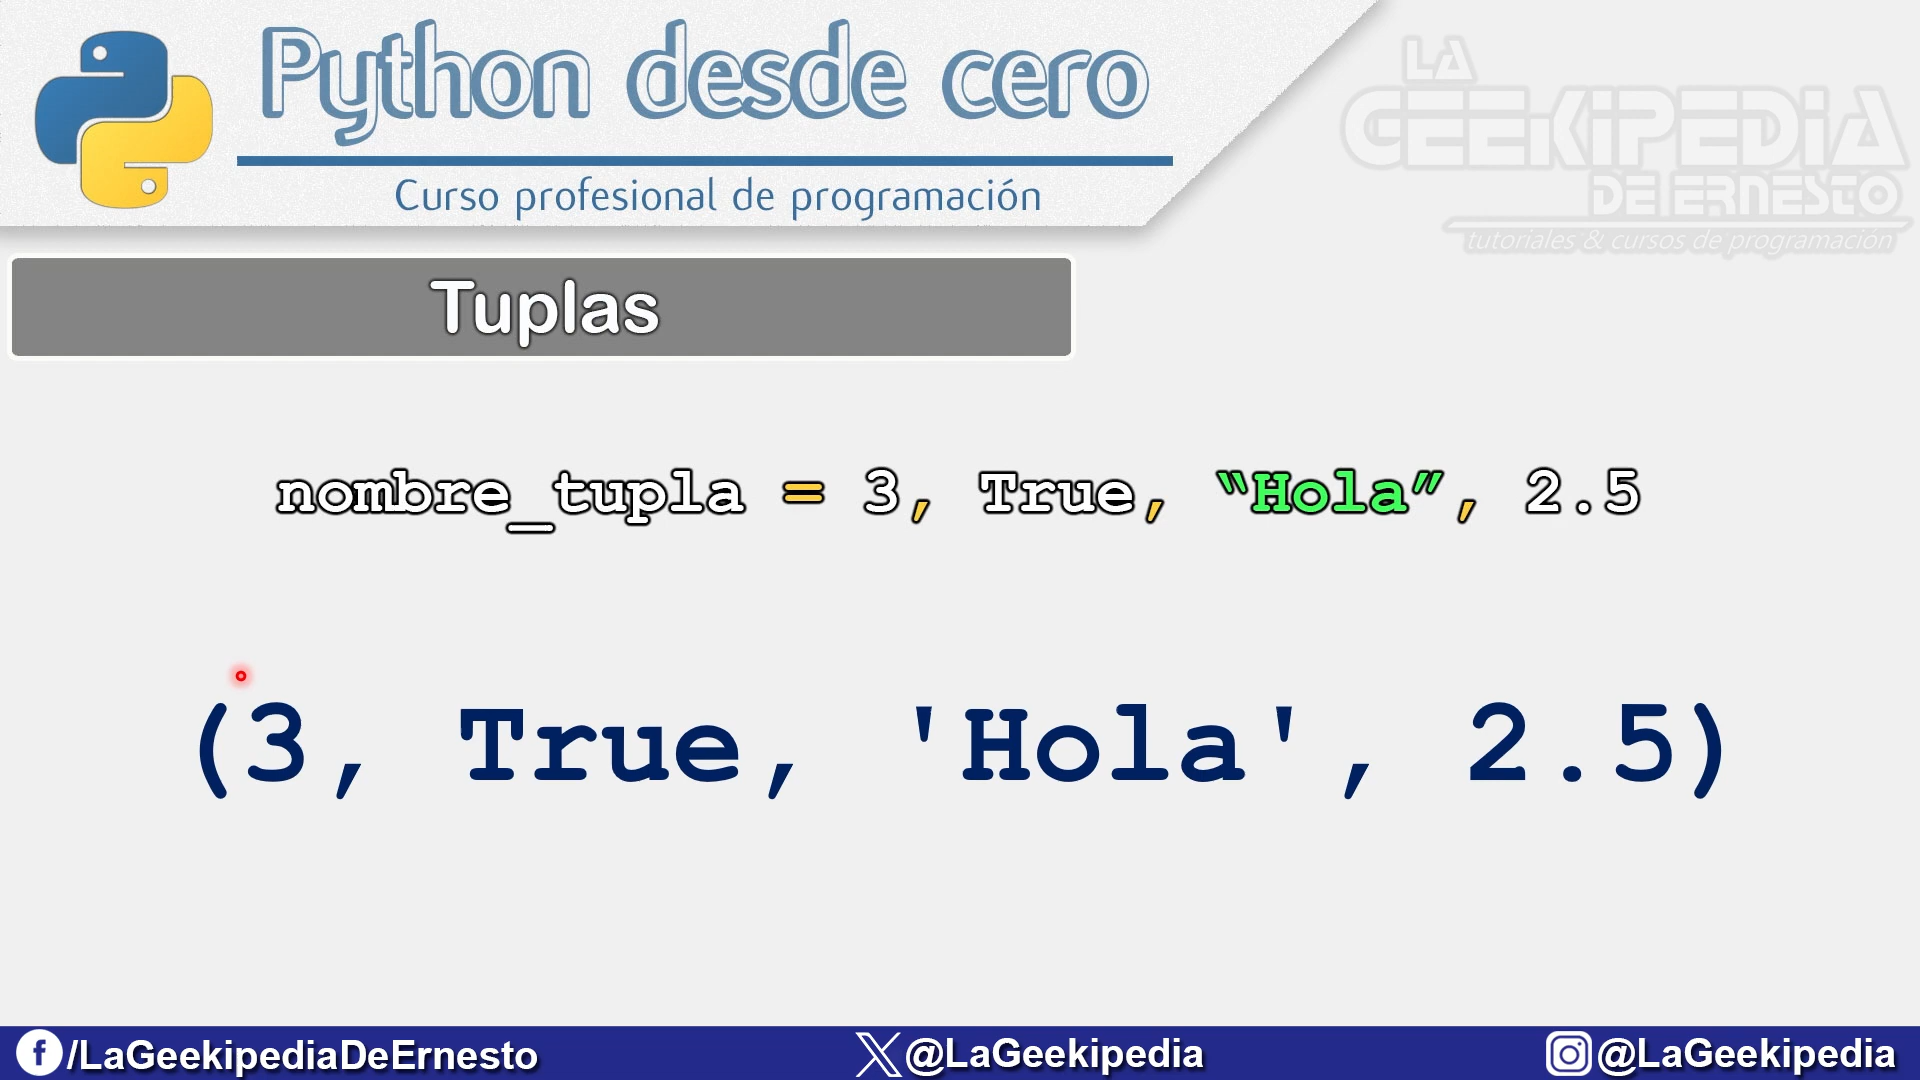 Python desde cero
Curso profesional de programación
LA
GEEKIPEDIA
DE ERNESTO
tutoriales & cursos de programación
Tuplas
nombre_tupla = 3, True, “Hola”, 2.5
(3, True, 'Hola', 2.5)
/LaGeekipediaDeErnesto
@LaGeekipedia
@LaGeekipedia